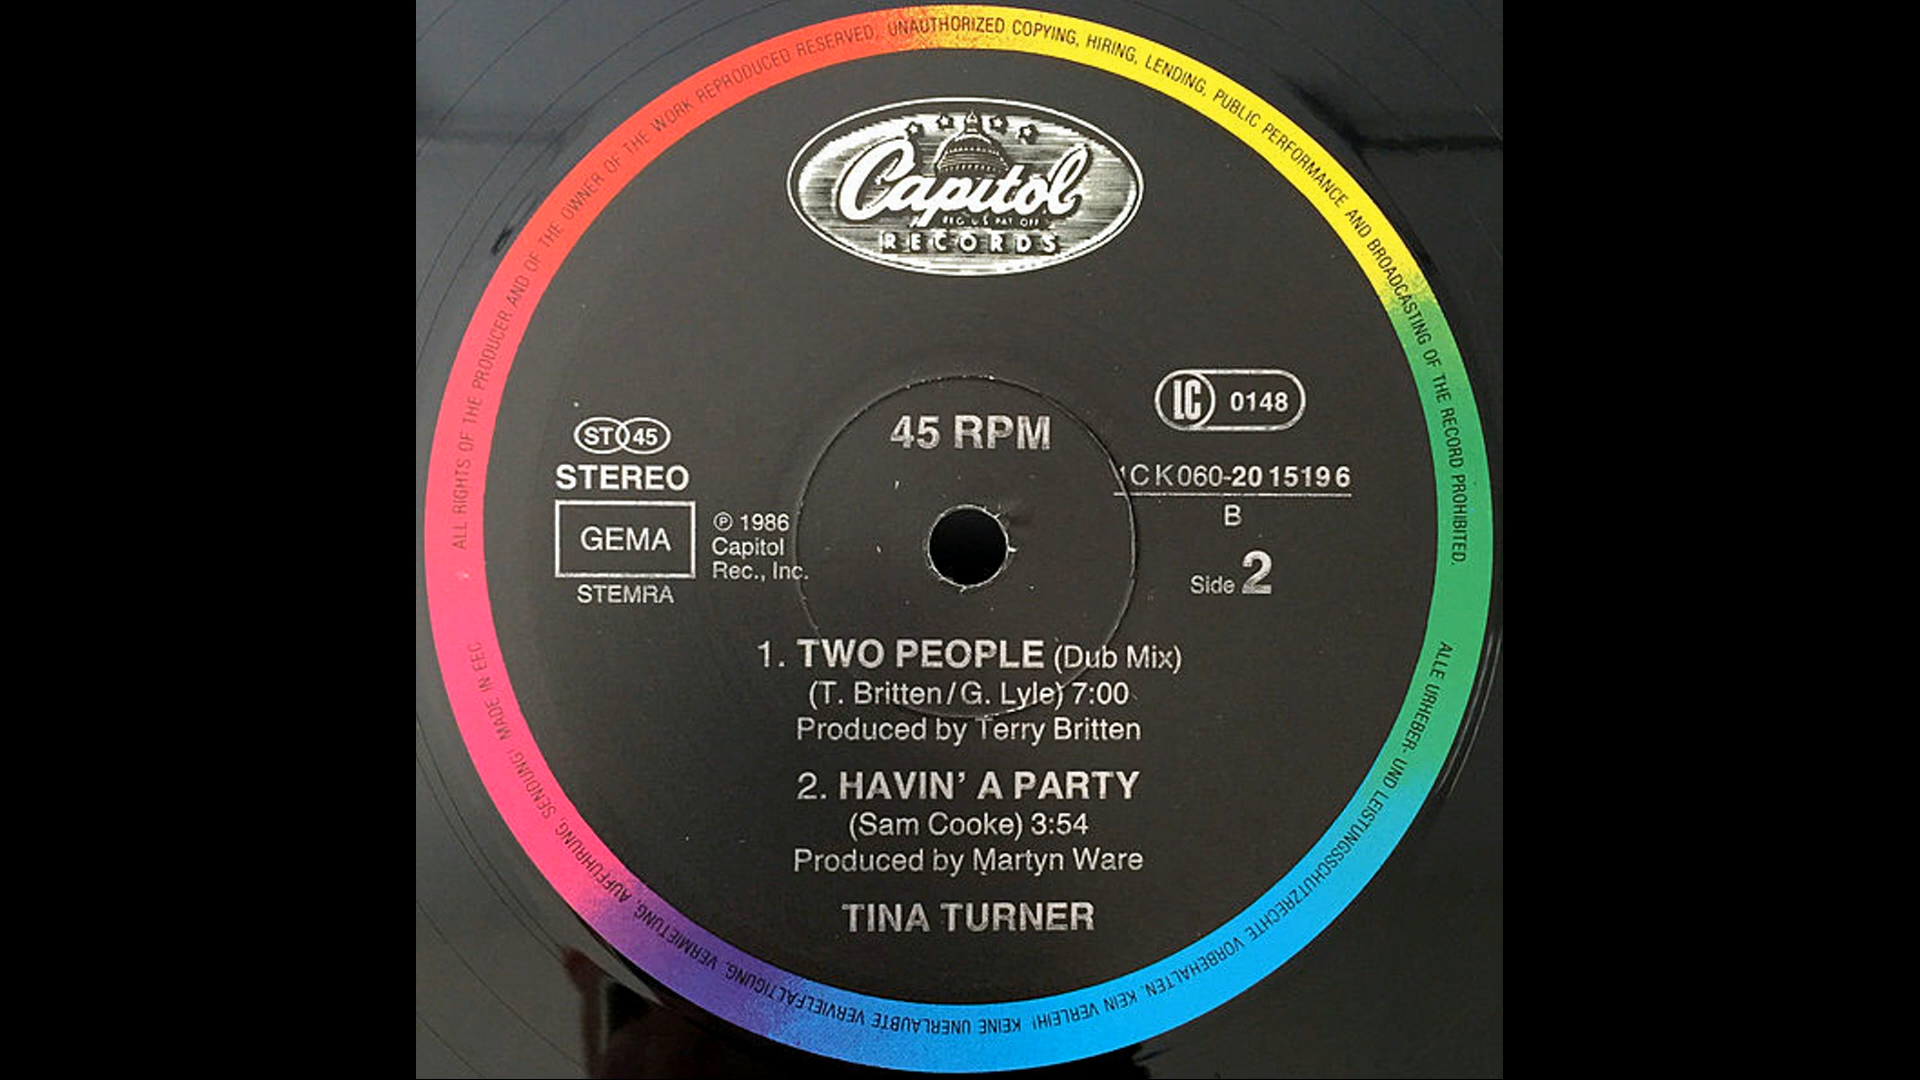 ALL RIGHTS OF THE PRODUCER AND OF THE OWNER OF THE WORK REPRODUCED RESERVED. UNAUTHORIZED COPYING, HIRING, LENDING, PUBLIC PERFORMANCE AND BROADCASTING OF THE RECORD PROHIBITED.
Capitol
REG. U.S. PAT. OFF.
RECORDS
45 RPM
LC 0148
ST 45
STEREO
GEMA
STEMRA
℗ 1986
Capitol
Rec., Inc.
1CK060-20 1519 6
B
Side 2
1. TWO PEOPLE (Dub Mix)
(T. Britten/G. Lyle) 7:00
Produced by Terry Britten
2. HAVIN' A PARTY
(Sam Cooke) 3:54
Produced by Martyn Ware
TINA TURNER
ALLE URHEBER- UND LEISTUNGSSCHUTZRECHTE VORBEHALTEN. KEIN VERLEIH! KEINE UNERLAUBTE VERVIELFÄLTIGUNG, VERMIETUNG, AUFFÜHRUNG, SENDUNG! MADE IN EEC